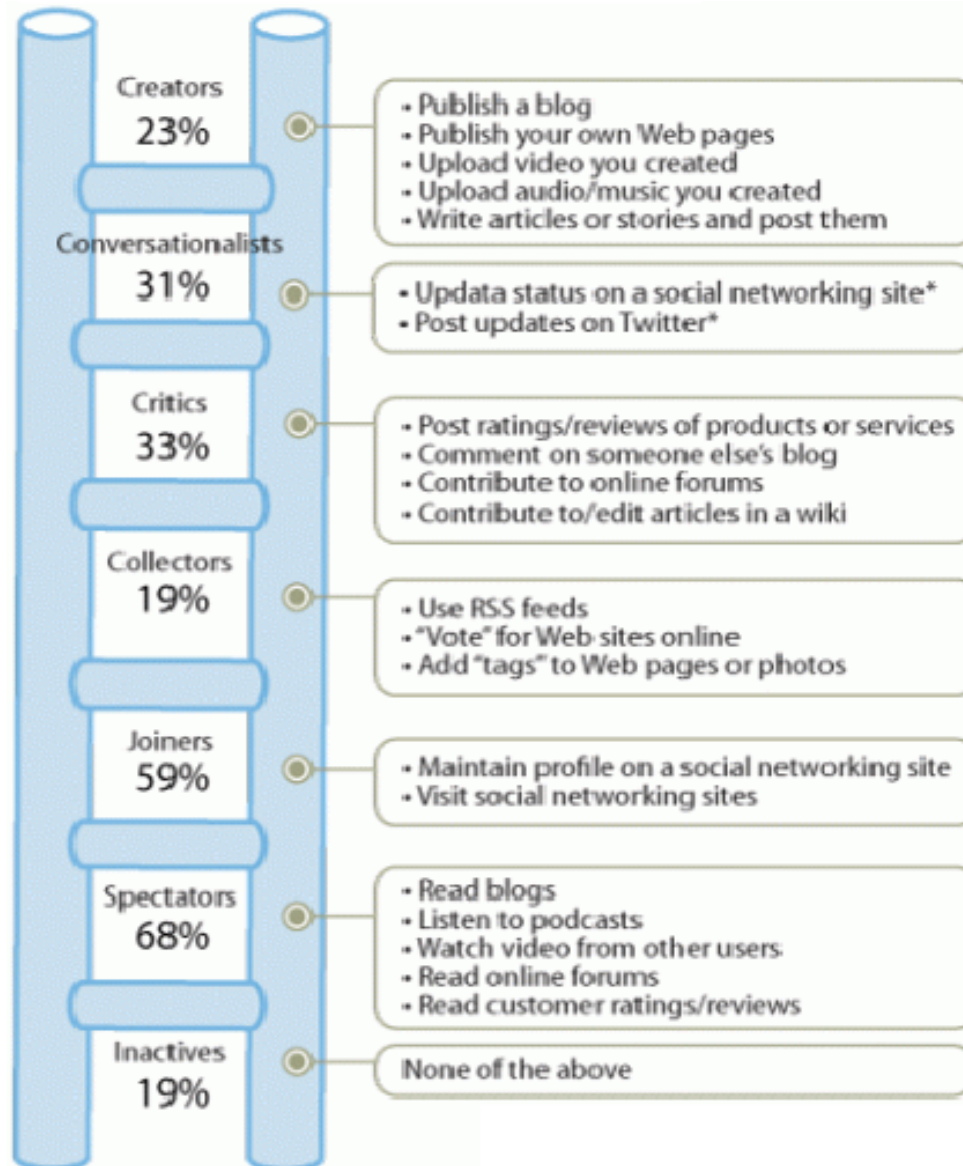 Creators
23%
• Publish a blog
• Publish your own Web pages
• Upload video you created
• Upload audio/music you created
• Write articles or stories and post them
Conversationalists
31%
• Updata status on a social networking site*
• Post updates on Twitter*
Critics
33%
• Post ratings/reviews of products or services
• Comment on someone else's blog
• Contribute to online forums
• Contribute to/edit articles in a wiki
Collectors
19%
• Use RSS feeds
• "Vote" for Web sites online
• Add "tags" to Web pages or photos
Joiners
59%
• Maintain profile on a social networking site
• Visit social networking sites
Spectators
68%
• Read blogs
• Listen to podcasts
• Watch video from other users
• Read online forums
• Read customer ratings/reviews
Inactives
19%
None of the above